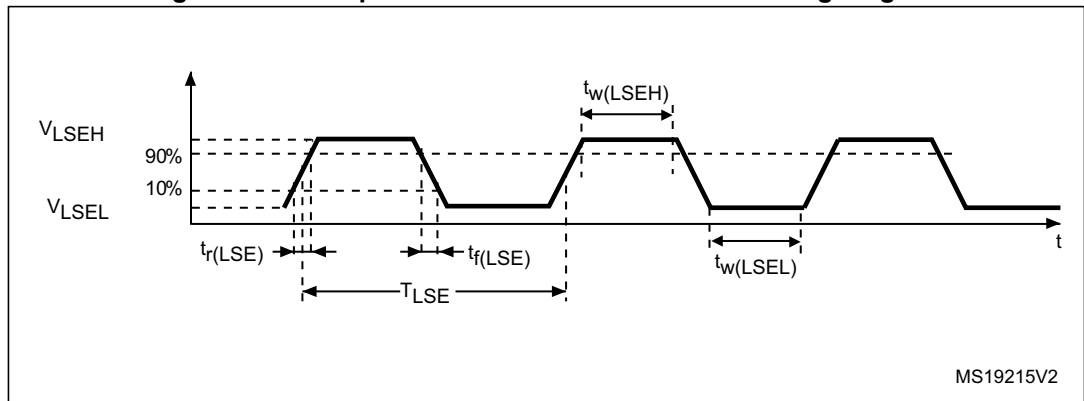 tw(LSEH)
VLSEH
90%
10%
VLSEL
t
tr(LSE)
tf(LSE)
tw(LSEL)
TLSE
MS19215V2